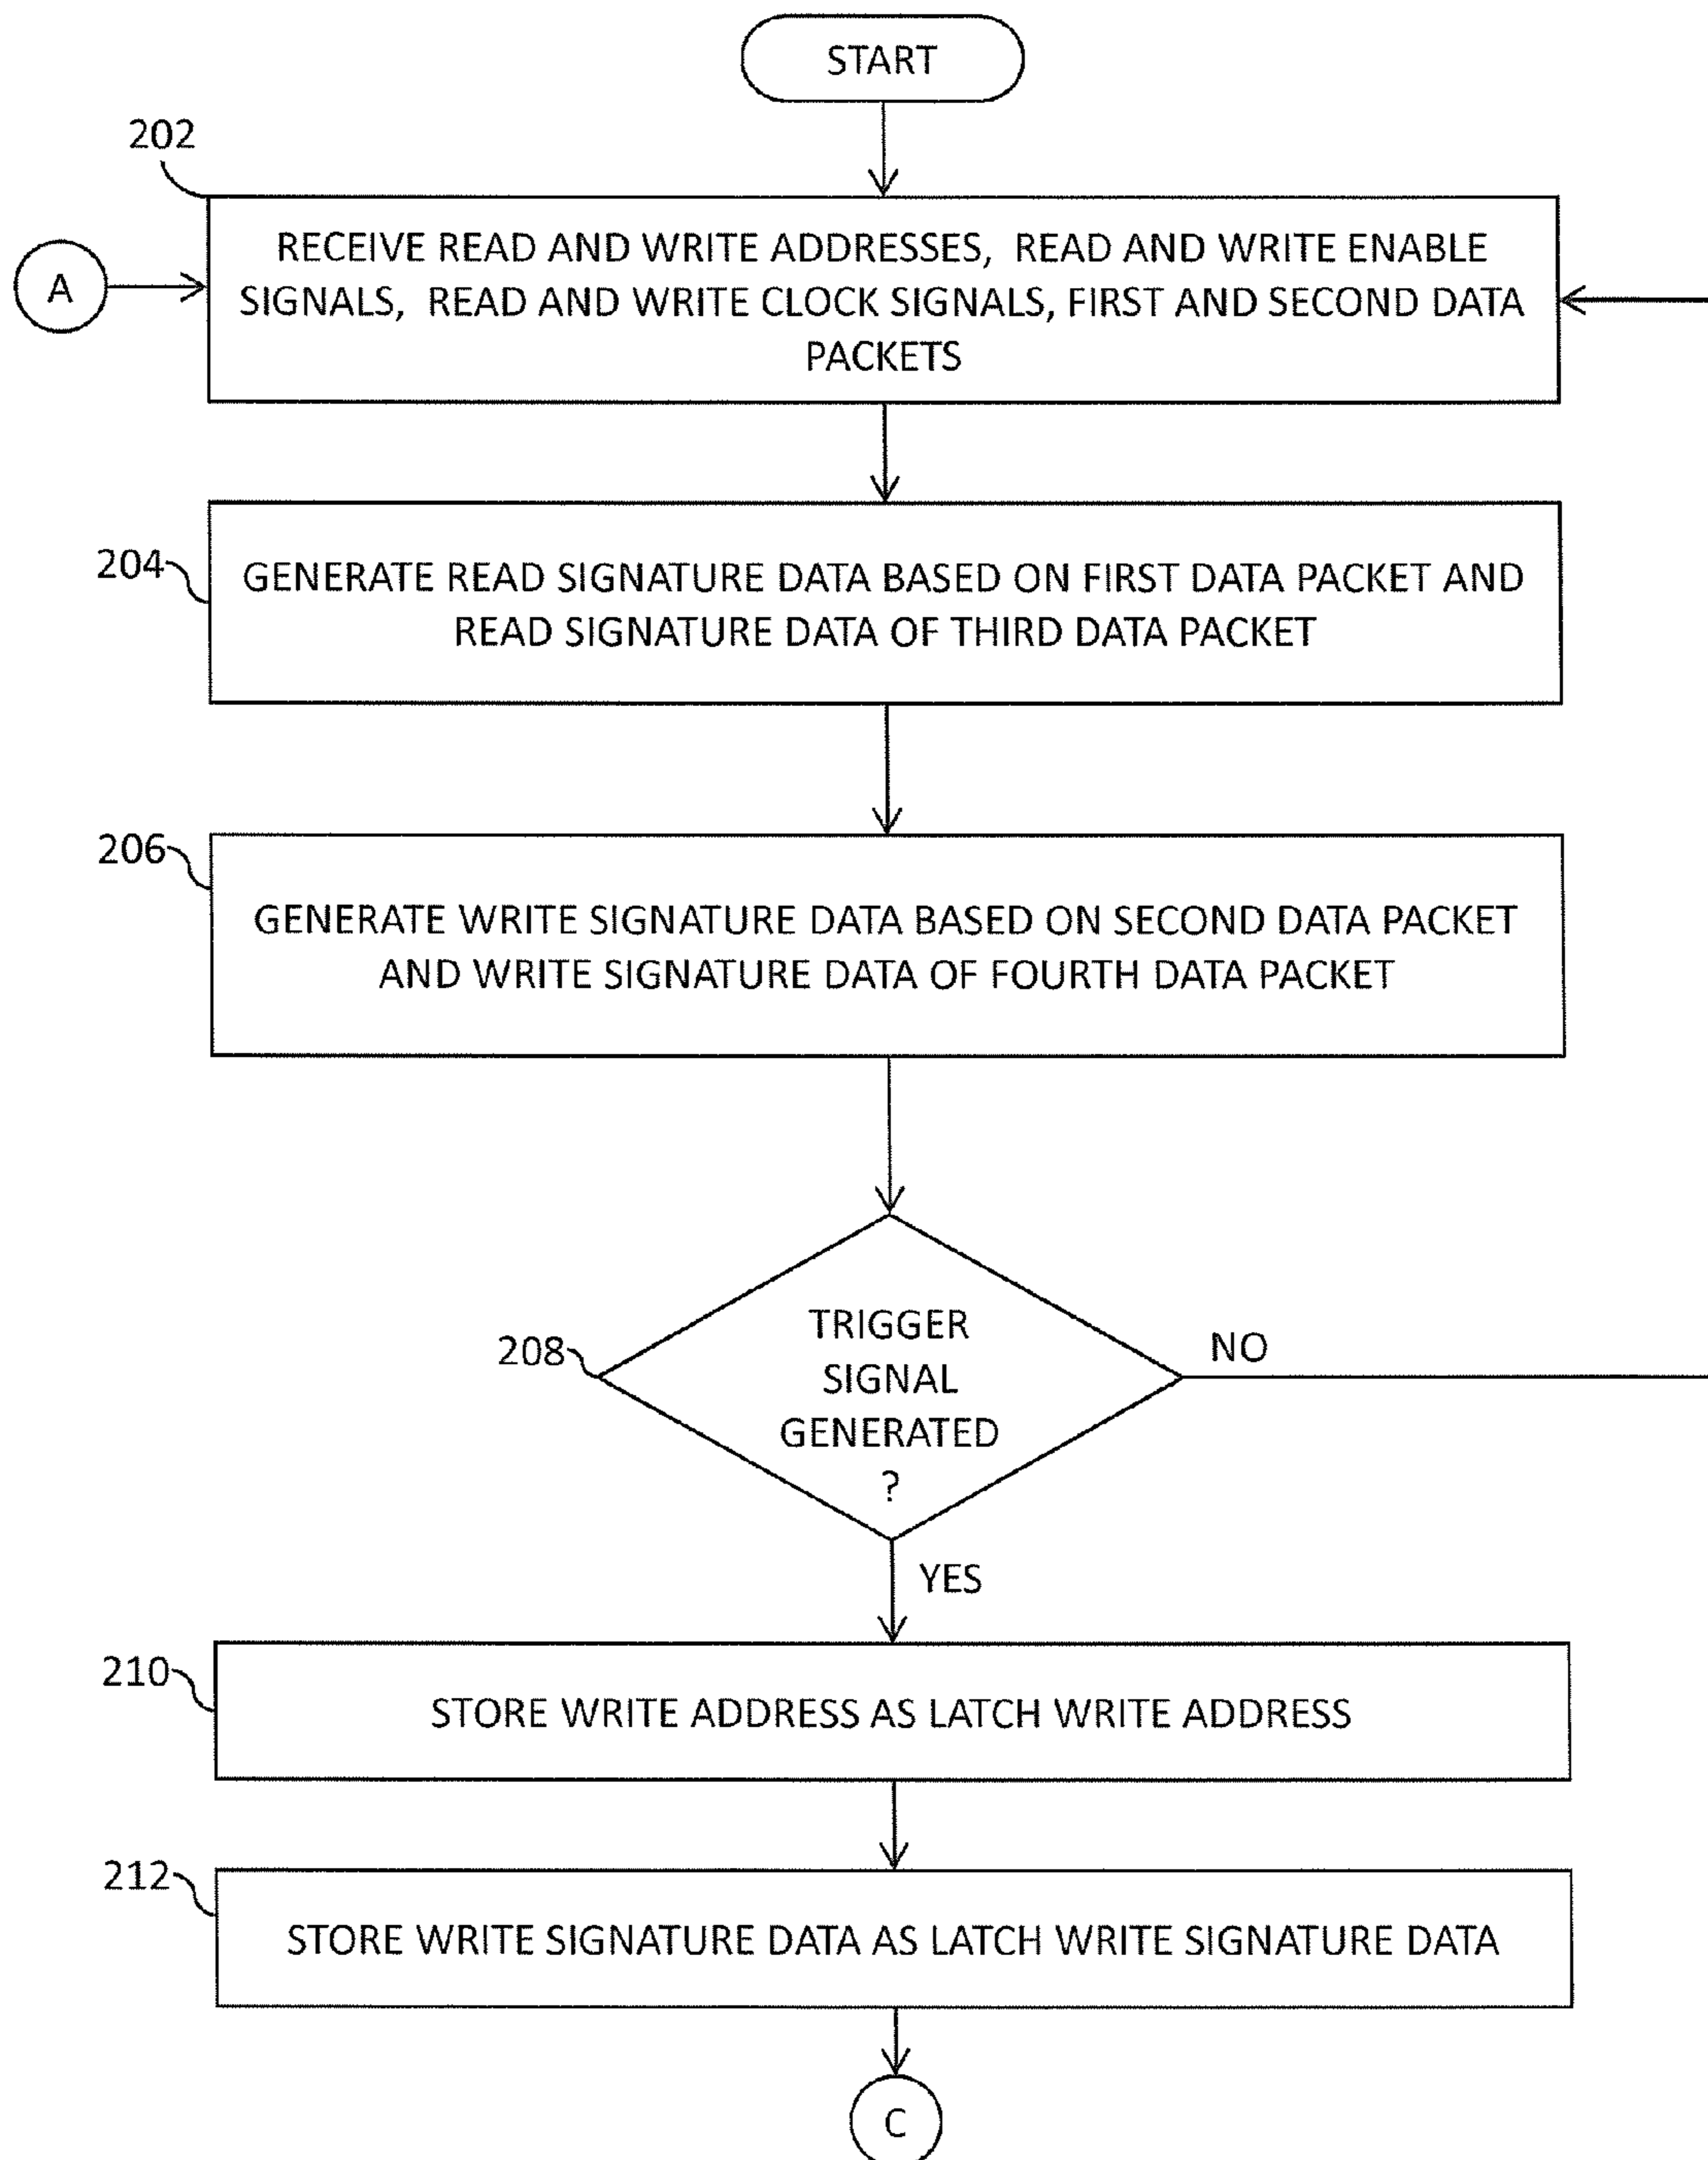 START
202
A
RECEIVE READ AND WRITE ADDRESSES, READ AND WRITE ENABLE
SIGNALS, READ AND WRITE CLOCK SIGNALS, FIRST AND SECOND DATA
PACKETS
204
GENERATE READ SIGNATURE DATA BASED ON FIRST DATA PACKET AND
READ SIGNATURE DATA OF THIRD DATA PACKET
206
GENERATE WRITE SIGNATURE DATA BASED ON SECOND DATA PACKET
AND WRITE SIGNATURE DATA OF FOURTH DATA PACKET
208
TRIGGER
SIGNAL
GENERATED
?
NO
YES
210
STORE WRITE ADDRESS AS LATCH WRITE ADDRESS
212
STORE WRITE SIGNATURE DATA AS LATCH WRITE SIGNATURE DATA
C